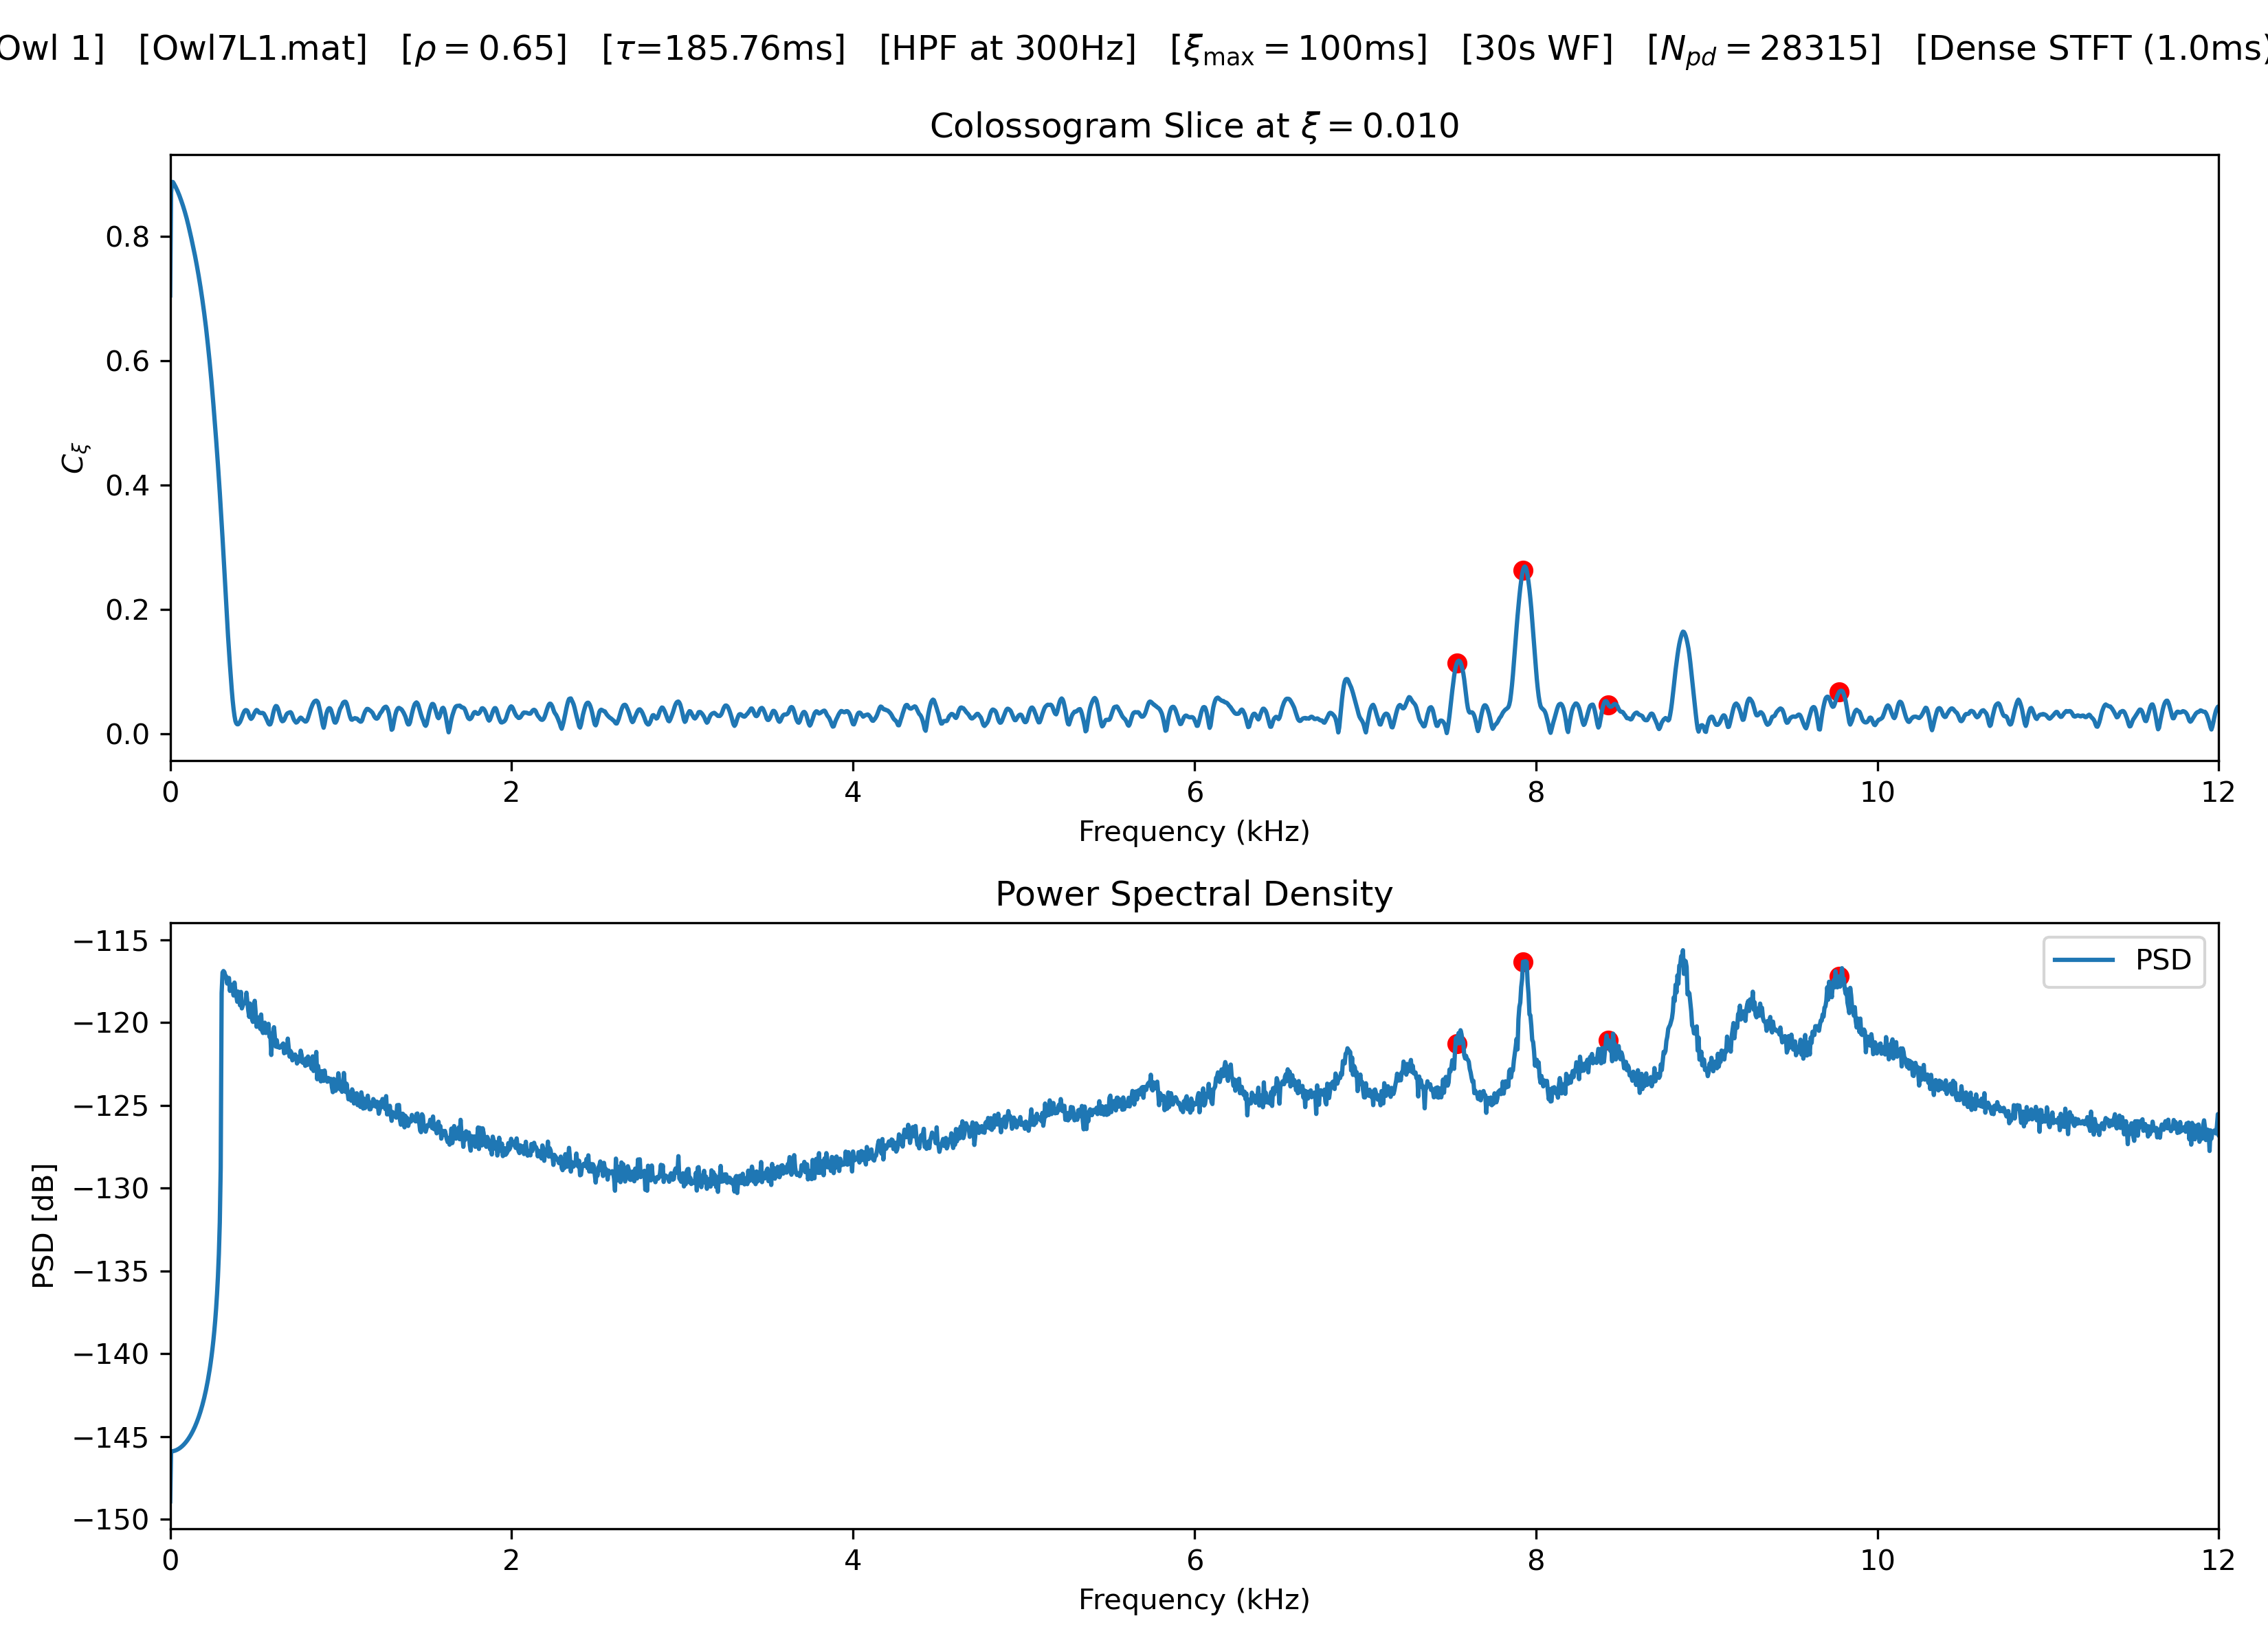 Owl 1] [Owl7L1.mat] [ρ = 0.65] [τ=185.76ms] [HPF at 300Hz] [ξmax = 100ms] [30s WF] [Npd = 28315] [Dense STFT (1.0ms)
Colossogram Slice at ξ = 0.010
Cξ
0.8
0.6
0.4
0.2
0.0
0 2 4 6 8 10 12
Frequency (kHz)
Power Spectral Density
PSD [dB]
−115
−120
−125
−130
−135
−140
−145
−150
PSD
0 2 4 6 8 10 12
Frequency (kHz)